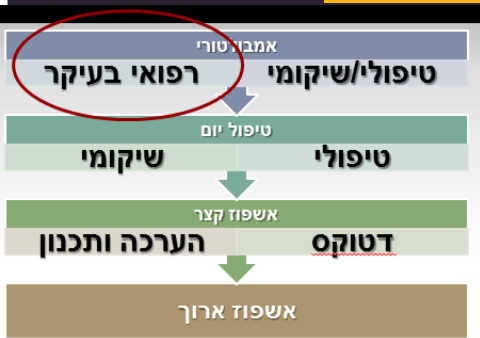 אמבולטורי
טיפולי/שיקומי רפואי בעיקר
טיפול יום
טיפולי שיקומי
אשפוז קצר
דטוקס הערכה ותכנון
אשפוז ארוך